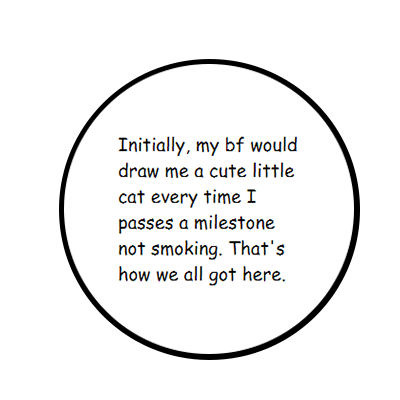 Initially, my bf would
draw me a cute little
cat every time I
passes a milestone
not smoking. That's
how we all got here.